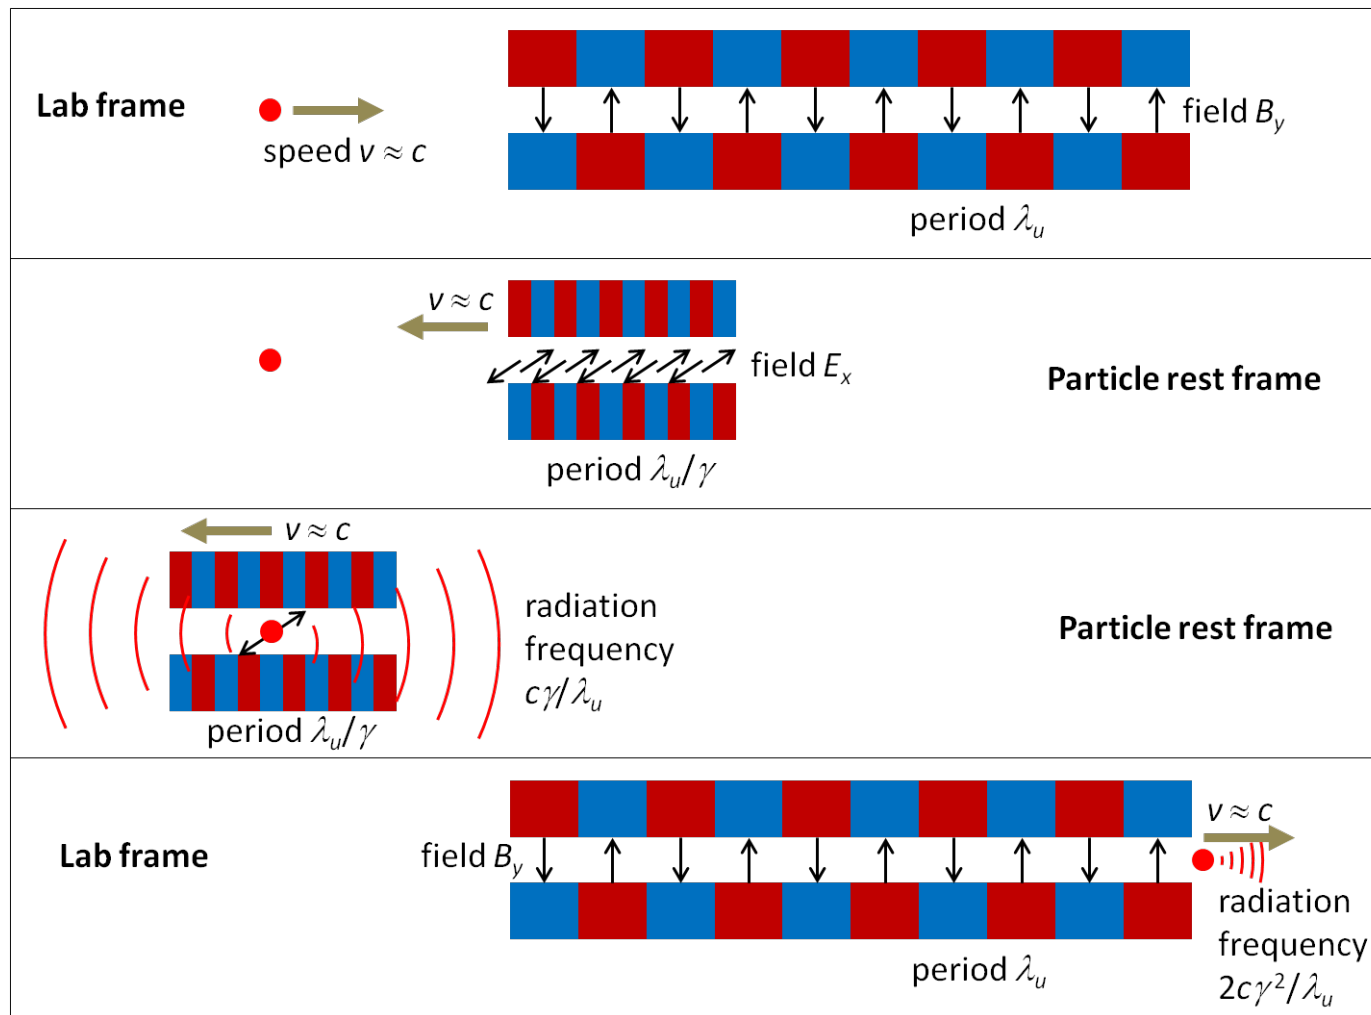 Lab frame
speed v ≈ c
field B_y
period λ_u
v ≈ c
field E_x
Particle rest frame
period λ_u/γ
v ≈ c
radiation
frequency
cγ/λ_u
Particle rest frame
period λ_u/γ
Lab frame
field B_y
v ≈ c
radiation
frequency
2cγ²/λ_u
period λ_u